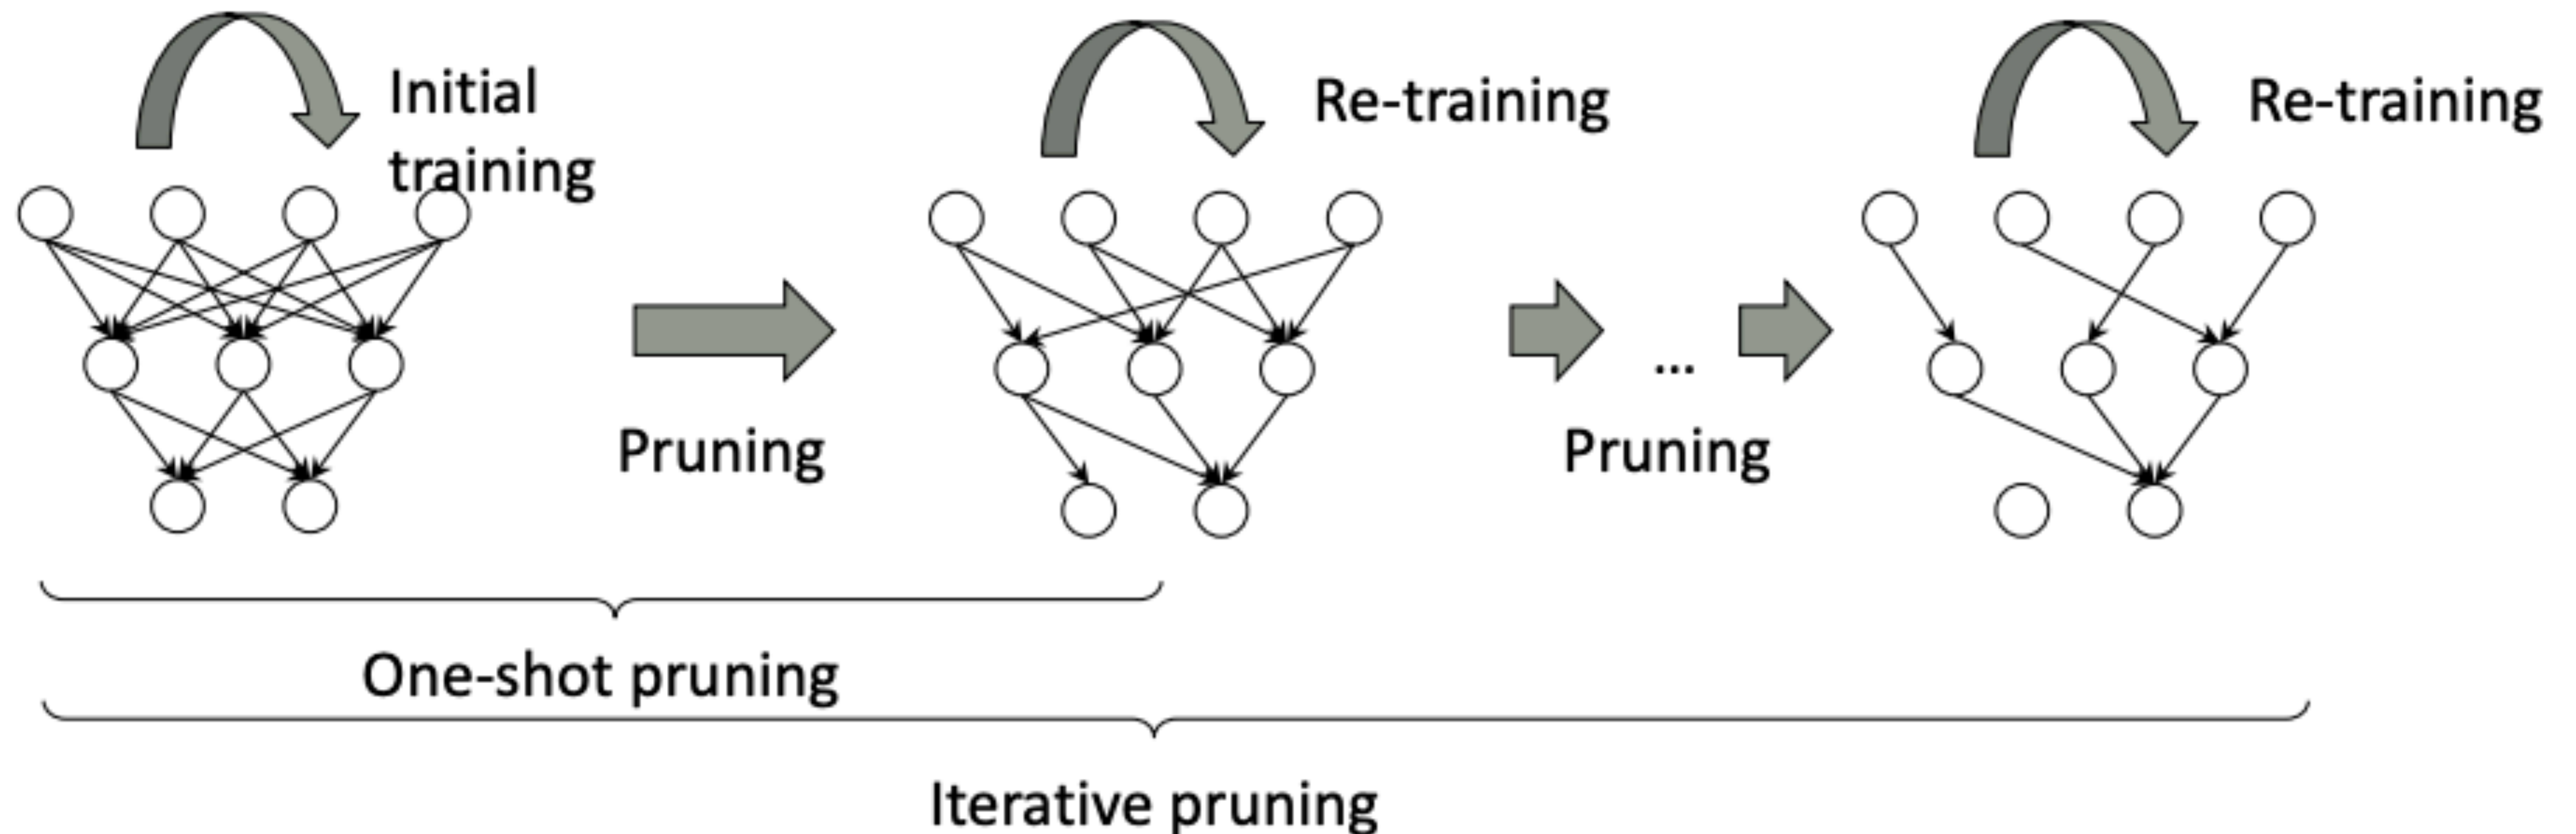 Initial
training
Re-training
Re-training
Pruning
...
Pruning
One-shot pruning
Iterative pruning